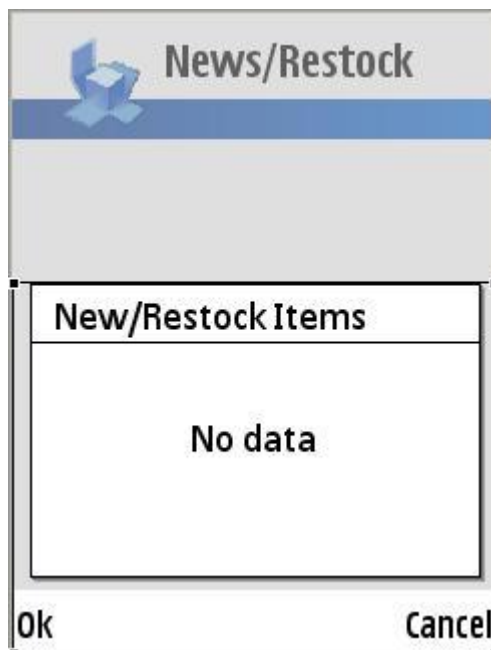 News/Restock
New/Restock Items
No data
Ok
Cancel